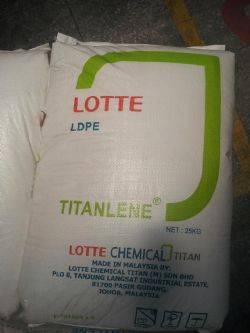 LOTTE
LDPE
NET : 25KG
TITANLENE®
LOTTE CHEMICAL TITAN
MADE IN MALAYSIA BY:
LOTTE CHEMICAL TITAN (M) SDN BHD
PLO 8, TANJUNG LANGSAT INDUSTRIAL ESTATE,
81700 PASIR GUDANG,
JOHOR, MALAYSIA